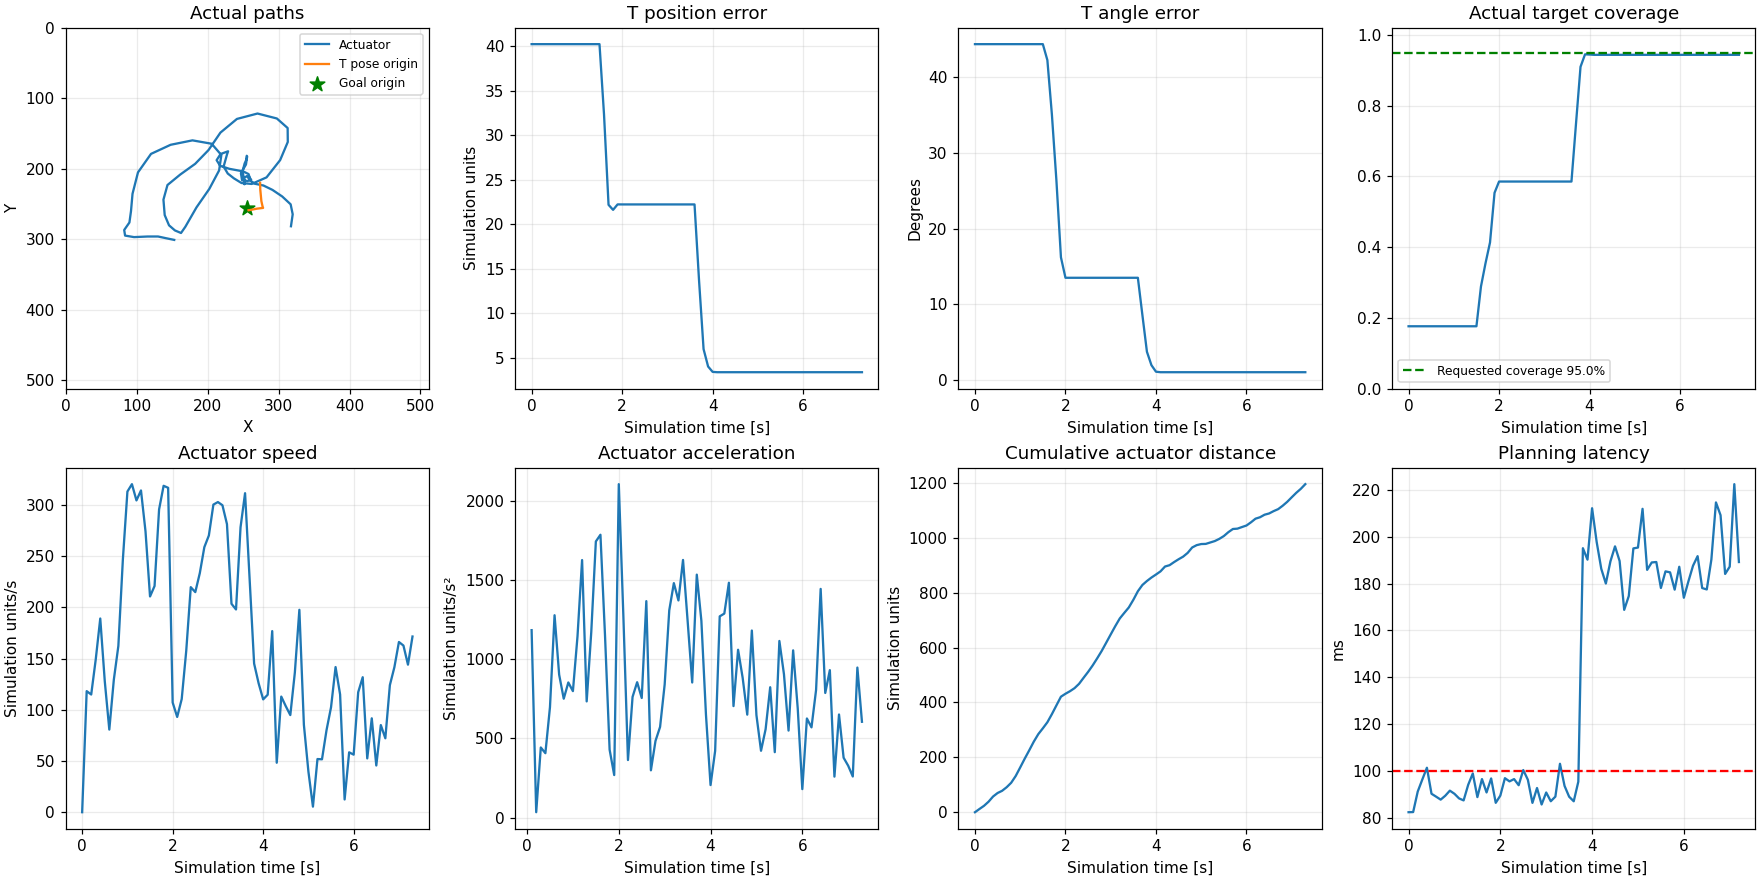 Actual paths
Y
0
100
200
300
400
500
0 100 200 300 400 500
X
Actuator
T pose origin
Goal origin
T position error
Simulation units
40
35
30
25
20
15
10
5
0 2 4 6
Simulation time [s]
T angle error
Degrees
40
30
20
10
0
0 2 4 6
Simulation time [s]
Actual target coverage
1.0
0.8
0.6
0.4
0.2
0.0
Requested coverage 95.0%
0 2 4 6
Simulation time [s]
Actuator speed
Simulation units/s
300
250
200
150
100
50
0
0 2 4 6
Simulation time [s]
Actuator acceleration
Simulation units/s²
2000
1500
1000
500
0
0 2 4 6
Simulation time [s]
Cumulative actuator distance
Simulation units
1200
1000
800
600
400
200
0
0 2 4 6
Simulation time [s]
Planning latency
ms
220
200
180
160
140
120
100
80
0 2 4 6
Simulation time [s]